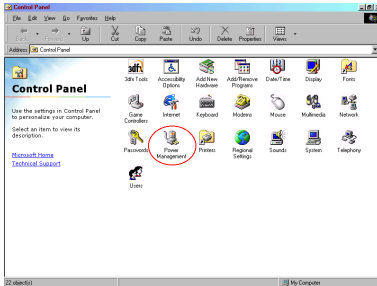 Control Panel
File Edit View Go Favorites Help
Back Forward Up Cut Copy Paste Undo Delete Properties Views
Address Control Panel
Control Panel
Use the settings in Control Panel
to personalize your computer.
Select an item to view its
description.
Microsoft Home
Technical Support
3dfx Tools
Accessibility
Options
Add New
Hardware
Add/Remove
Programs
Date/Time
Display
Fonts
Game
Controllers
Internet
Keyboard
Modems
Mouse
Multimedia
Network
Passwords
Power
Management
Printers
Regional
Settings
Sounds
System
Telephony
Users
22 object(s)
My Computer